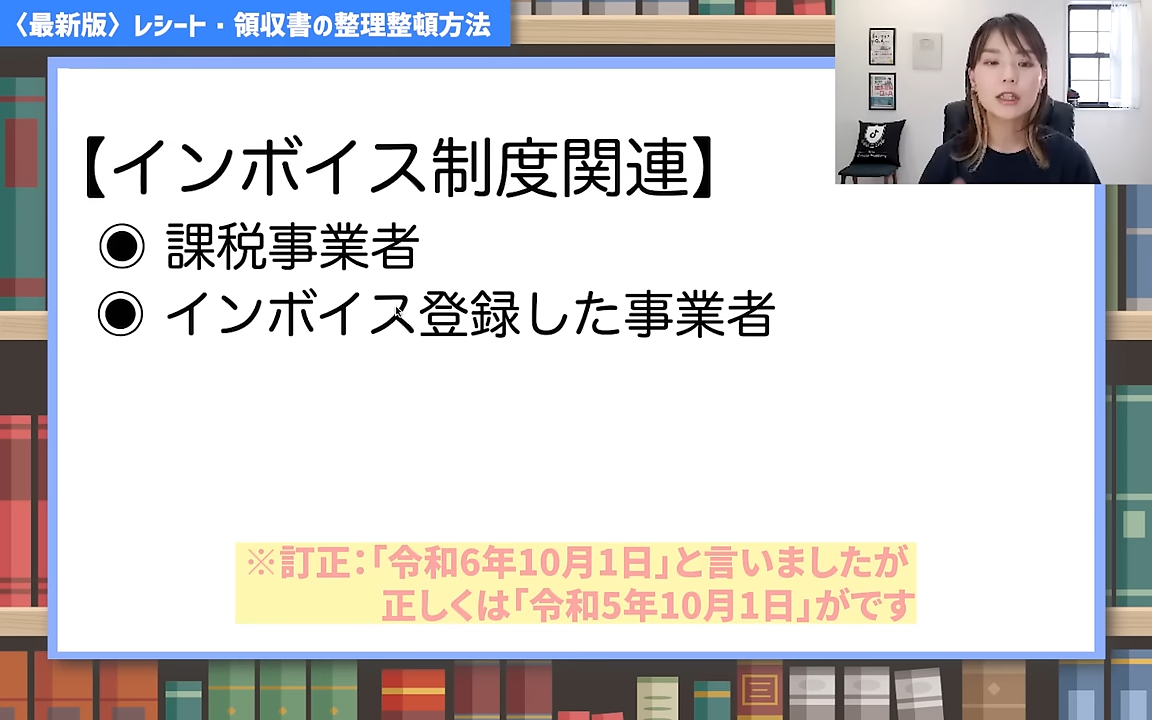 〈最新版〉レシート・領収書の整理整頓方法
【インボイス制度関連】
◉ 課税事業者
◉ インボイス登録した事業者
※訂正：「令和6年10月1日」と言いましたが
正しくは「令和5年10月1日」がです